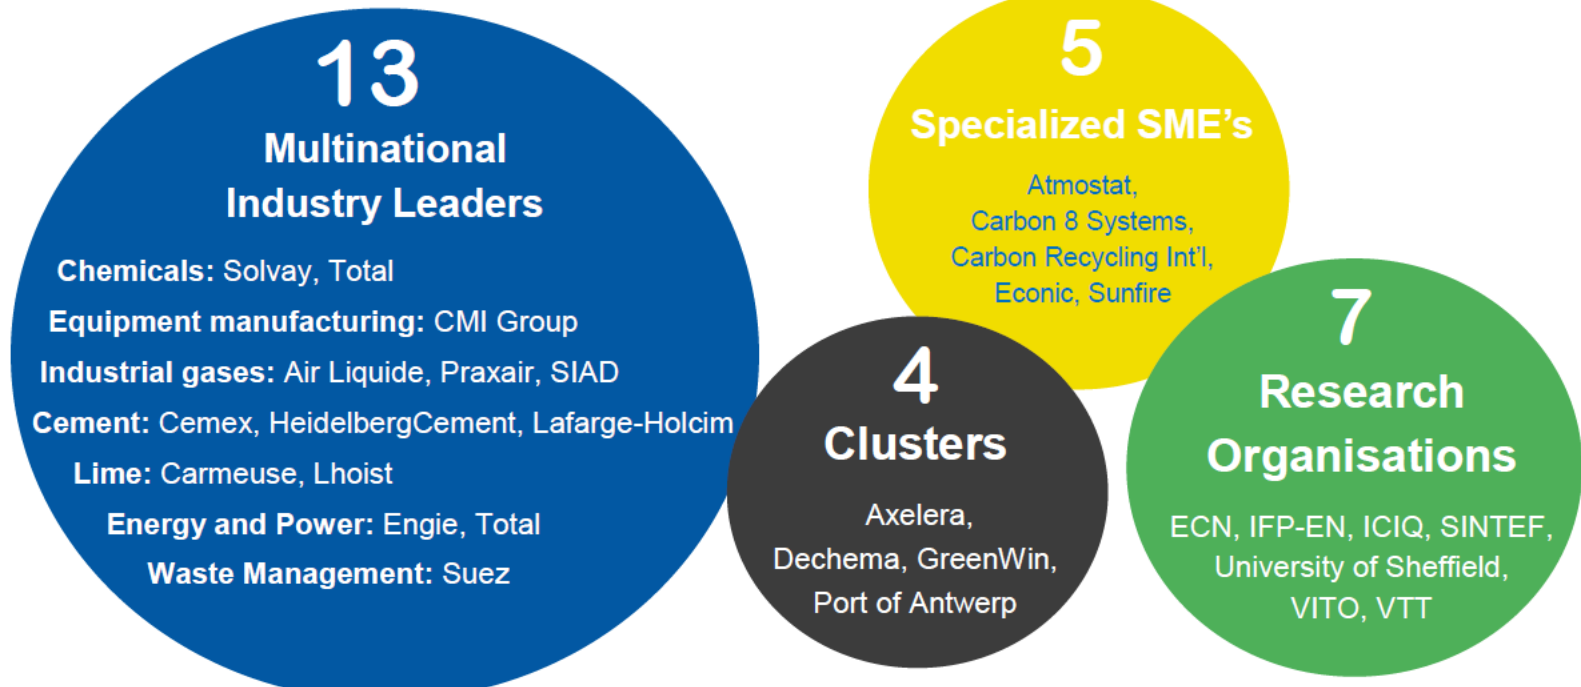 13
Multinational
Industry Leaders
Chemicals: Solvay, Total
Equipment manufacturing: CMI Group
Industrial gases: Air Liquide, Praxair, SIAD
Cement: Cemex, HeidelbergCement, Lafarge-Holcim
Lime: Carmeuse, Lhoist
Energy and Power: Engie, Total
Waste Management: Suez
5
Specialized SME’s
Atmostat,
Carbon 8 Systems,
Carbon Recycling Int’l,
Econic, Sunfire
4
Clusters
Axelera,
Dechema, GreenWin,
Port of Antwerp
7
Research
Organisations
ECN, IFP-EN, ICIQ, SINTEF,
University of Sheffield,
VITO, VTT